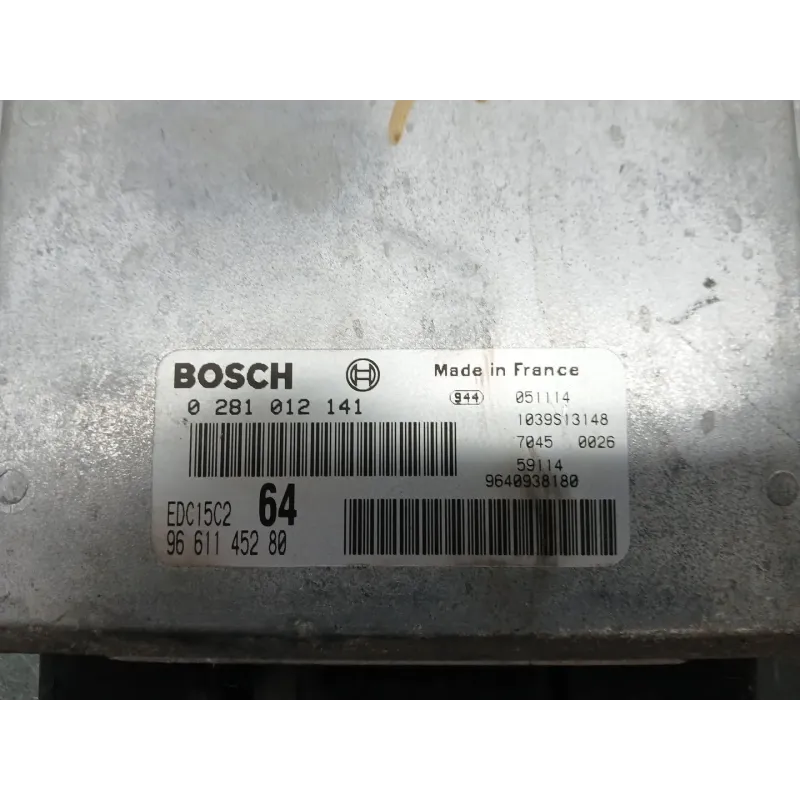 BOSCH
Made in France
0 281 012 141
944 051114
1039S13148
7045 0026
59114
9640938180
EDC15C2 64
96 611 452 80